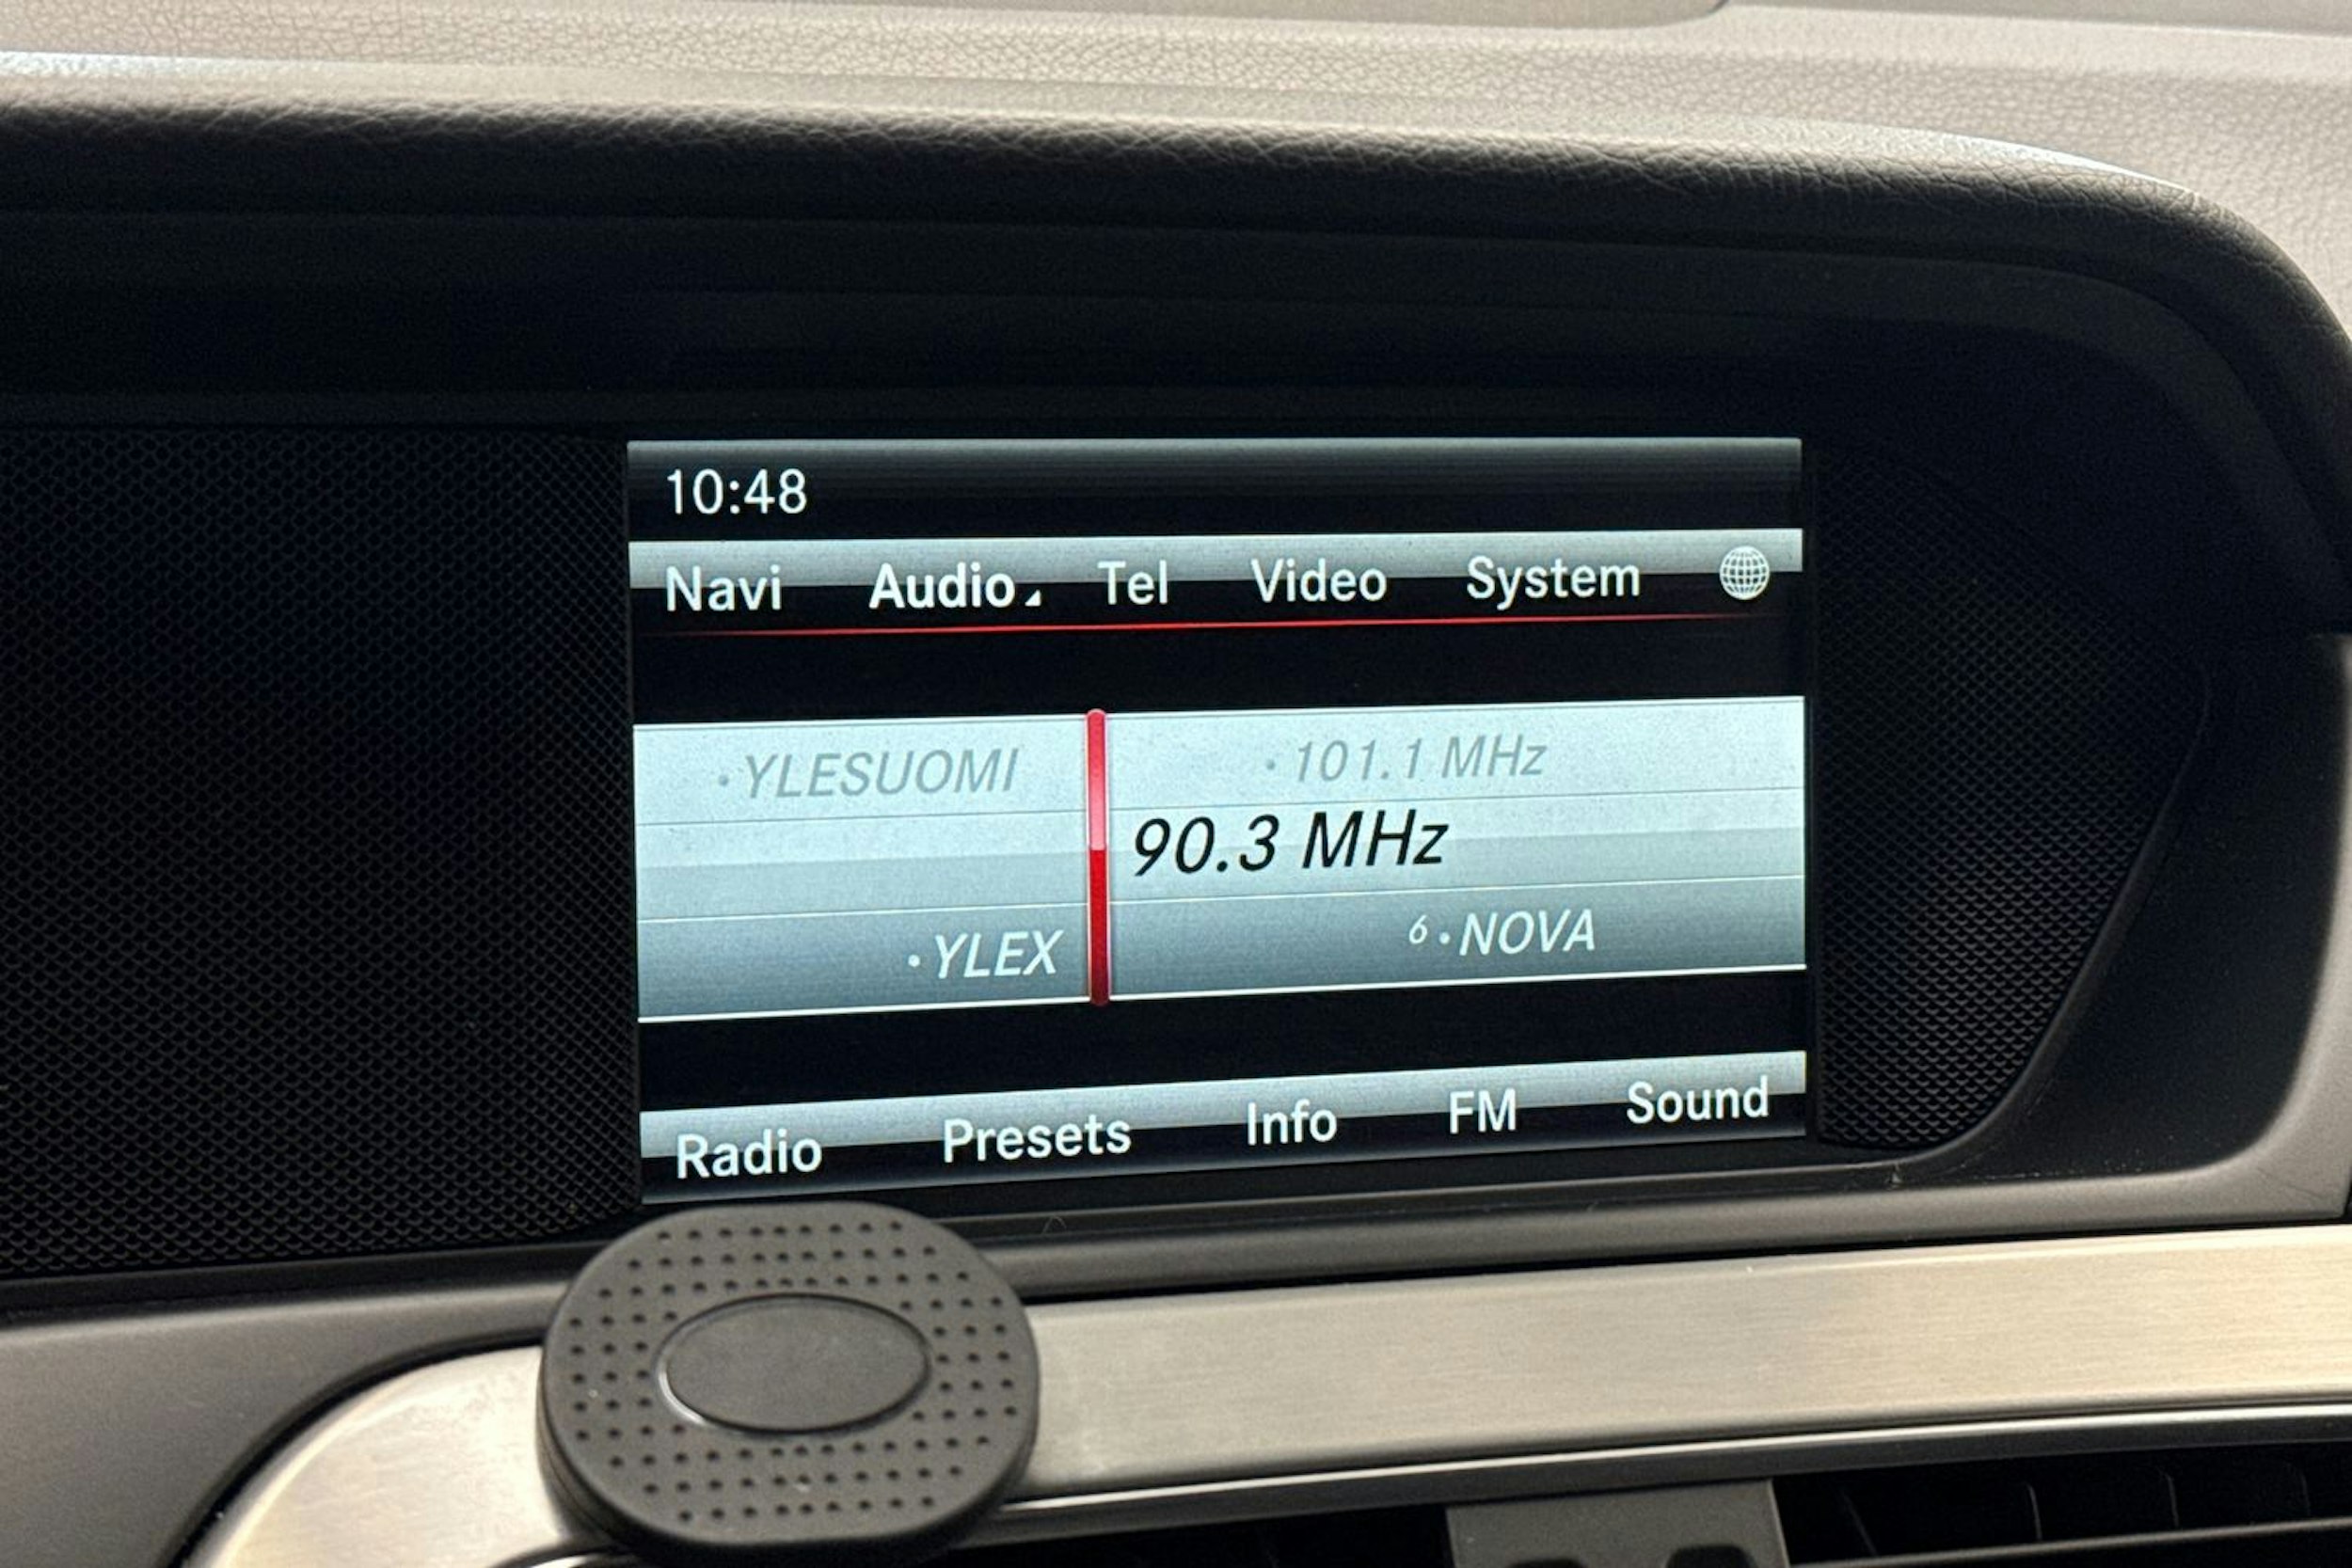 10:48
Navi Audio Tel Video System
•YLESUOMI •101.1 MHz
90.3 MHz
•YLEX 6•NOVA
Radio Presets Info FM Sound